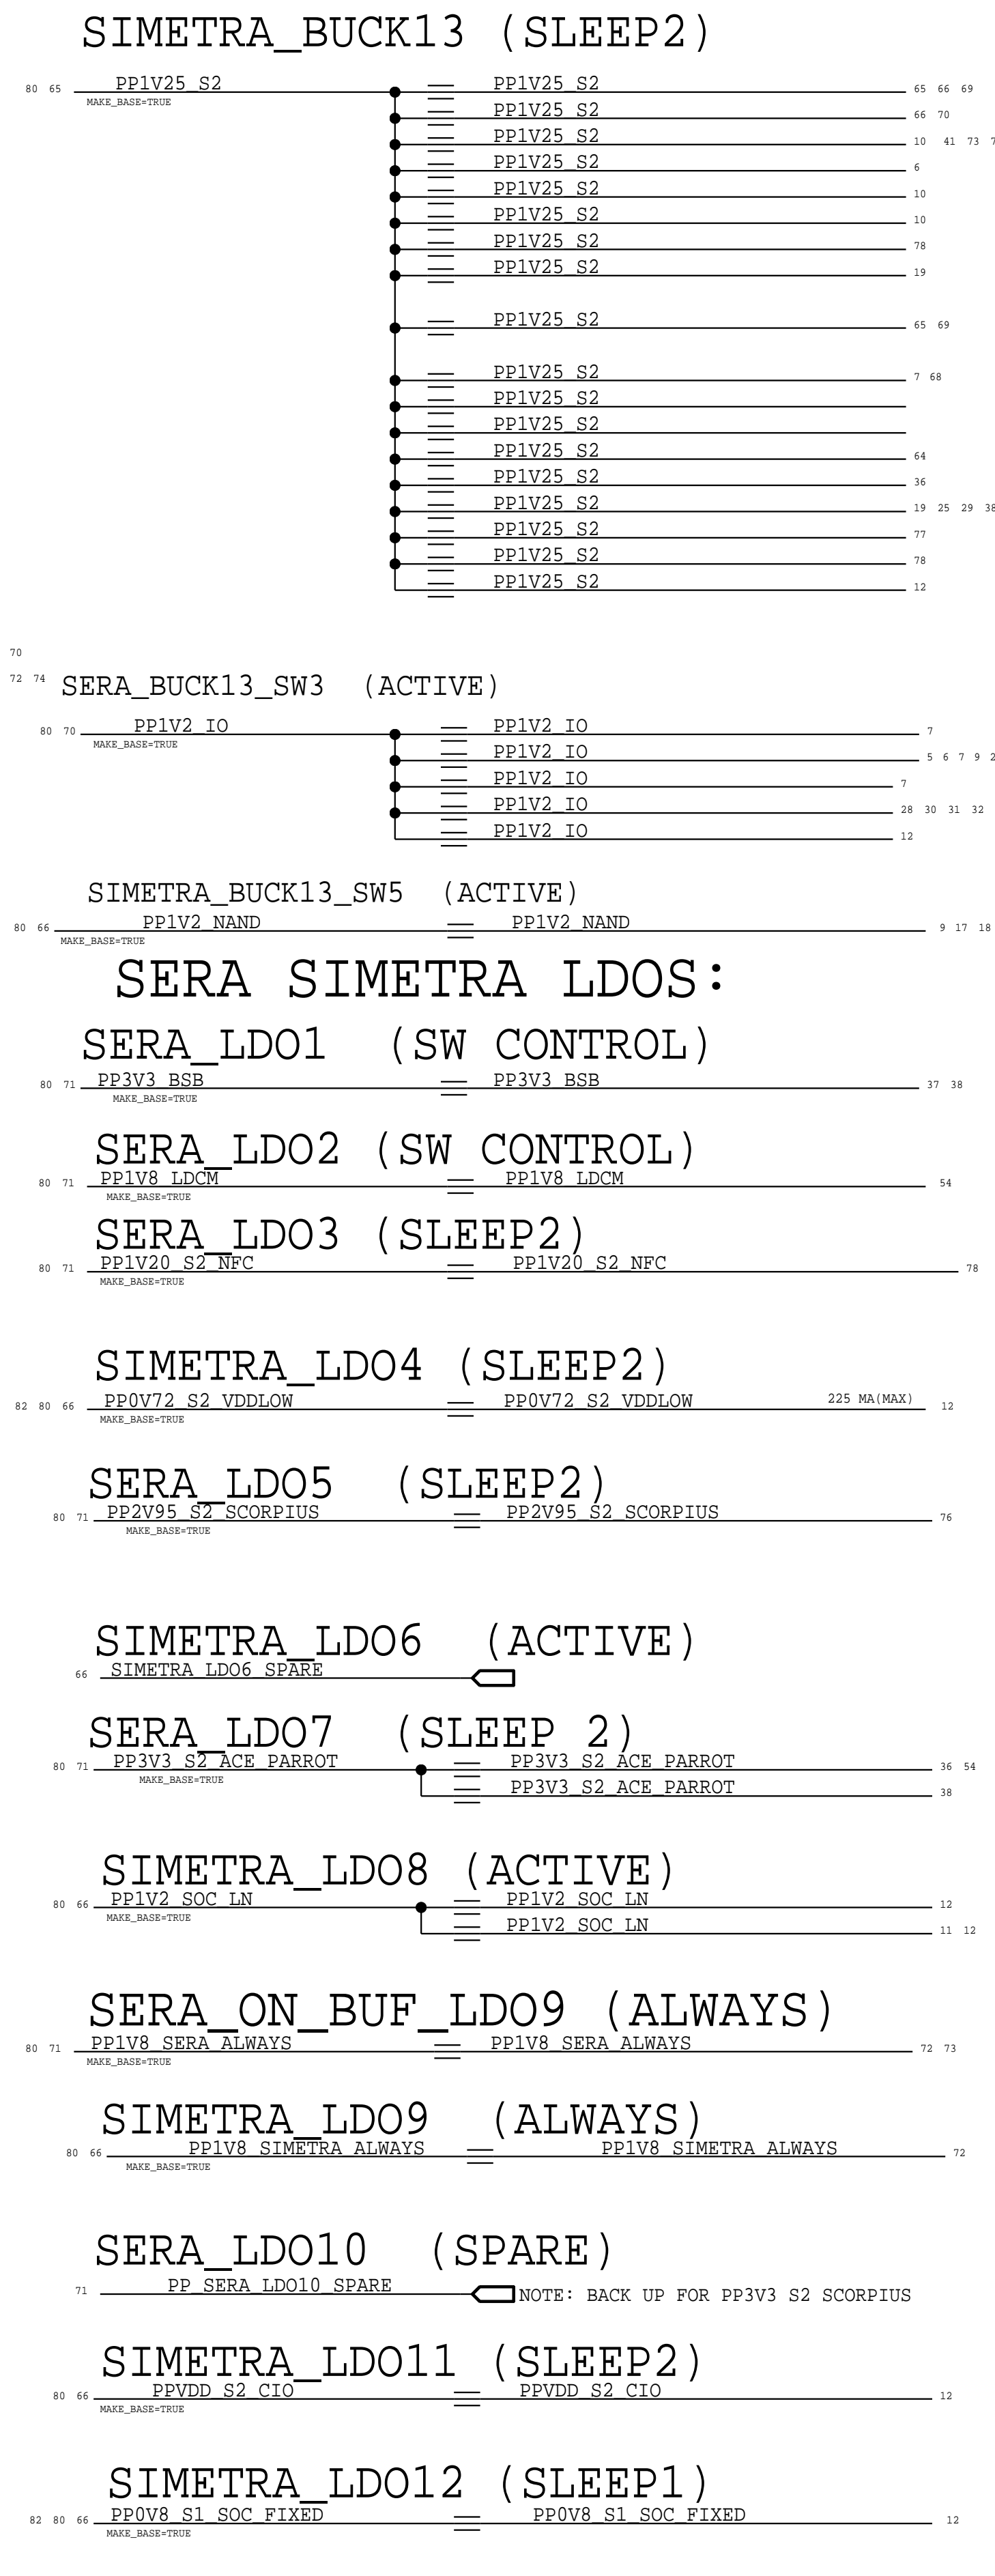 SIMETRA_BUCK13 (SLEEP2)
80 65 PP1V25_S2 PP1V25_S2 65 66 69
MAKE_BASE=TRUE
PP1V25_S2 66 70
PP1V25_S2 10 41 73 7
PP1V25_S2 6
PP1V25_S2 10
PP1V25_S2 10
PP1V25_S2 78
PP1V25_S2 19
PP1V25_S2 65 69
PP1V25_S2 7 68
PP1V25_S2
PP1V25_S2
PP1V25_S2 64
PP1V25_S2 36
PP1V25_S2 19 25 29 38
PP1V25_S2 77
PP1V25_S2 78
PP1V25_S2 12
70
72 74
SERA_BUCK13_SW3 (ACTIVE)
80 70 PP1V2_IO PP1V2_IO 7
MAKE_BASE=TRUE
PP1V2_IO 5 6 7 9 2
PP1V2_IO 7
PP1V2_IO 28 30 31 32
PP1V2_IO 12
SIMETRA_BUCK13_SW5 (ACTIVE)
80 66 PP1V2_NAND PP1V2_NAND 9 17 18
MAKE_BASE=TRUE
SERA SIMETRA LDOS:
SERA_LDO1 (SW CONTROL)
80 71 PP3V3_BSB PP3V3_BSB 37 38
MAKE_BASE=TRUE
SERA_LDO2 (SW CONTROL)
80 71 PP1V8_LDCM PP1V8_LDCM 54
MAKE_BASE=TRUE
SERA_LDO3 (SLEEP2)
80 71 PP1V20_S2_NFC PP1V20_S2_NFC 78
MAKE_BASE=TRUE
SIMETRA_LDO4 (SLEEP2)
82 80 66 PP0V72_S2_VDDLOW PP0V72_S2_VDDLOW 225 MA(MAX) 12
MAKE_BASE=TRUE
SERA_LDO5 (SLEEP2)
80 71 PP2V95_S2_SCORPIUS PP2V95_S2_SCORPIUS 76
MAKE_BASE=TRUE
SIMETRA_LDO6 (ACTIVE)
66 SIMETRA_LDO6_SPARE
SERA_LDO7 (SLEEP 2)
80 71 PP3V3_S2_ACE_PARROT PP3V3_S2_ACE_PARROT 36 54
MAKE_BASE=TRUE
PP3V3_S2_ACE_PARROT 38
SIMETRA_LDO8 (ACTIVE)
80 66 PP1V2_SOC_LN PP1V2_SOC_LN 12
MAKE_BASE=TRUE
PP1V2_SOC_LN 11 12
SERA_ON_BUF_LDO9 (ALWAYS)
80 71 PP1V8_SERA_ALWAYS PP1V8_SERA_ALWAYS 72 73
MAKE_BASE=TRUE
SIMETRA_LDO9 (ALWAYS)
80 66 PP1V8_SIMETRA_ALWAYS PP1V8_SIMETRA_ALWAYS 72
MAKE_BASE=TRUE
SERA_LDO10 (SPARE)
71 PP_SERA_LDO10_SPARE NOTE: BACK UP FOR PP3V3 S2 SCORPIUS
SIMETRA_LDO11 (SLEEP2)
80 66 PPVDD_S2_CIO PPVDD_S2_CIO 12
MAKE_BASE=TRUE
SIMETRA_LDO12 (SLEEP1)
82 80 66 PP0V8_S1_SOC_FIXED PP0V8_S1_SOC_FIXED 12
MAKE_BASE=TRUE